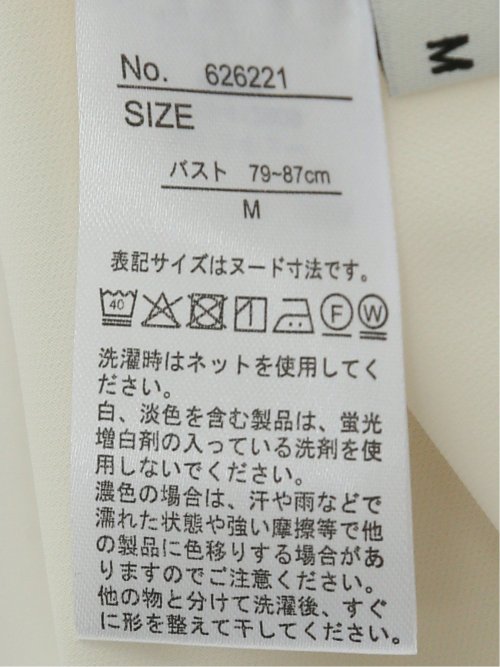 No. 626221
SIZE
M
バスト 79~87cm
M
表記サイズはヌード寸法です。
40
F
W
洗濯時はネットを使用してく
ださい。
白、淡色を含む製品は、蛍光
増白剤の入っている洗剤を使
用しないでください。
濃色の場合は、汗や雨などで
濡れた状態や強い摩擦等で他
の製品に色移りする場合があ
りますのでご注意ください。
他の物と分けて洗濯後、すぐ
に形を整えて干してください。